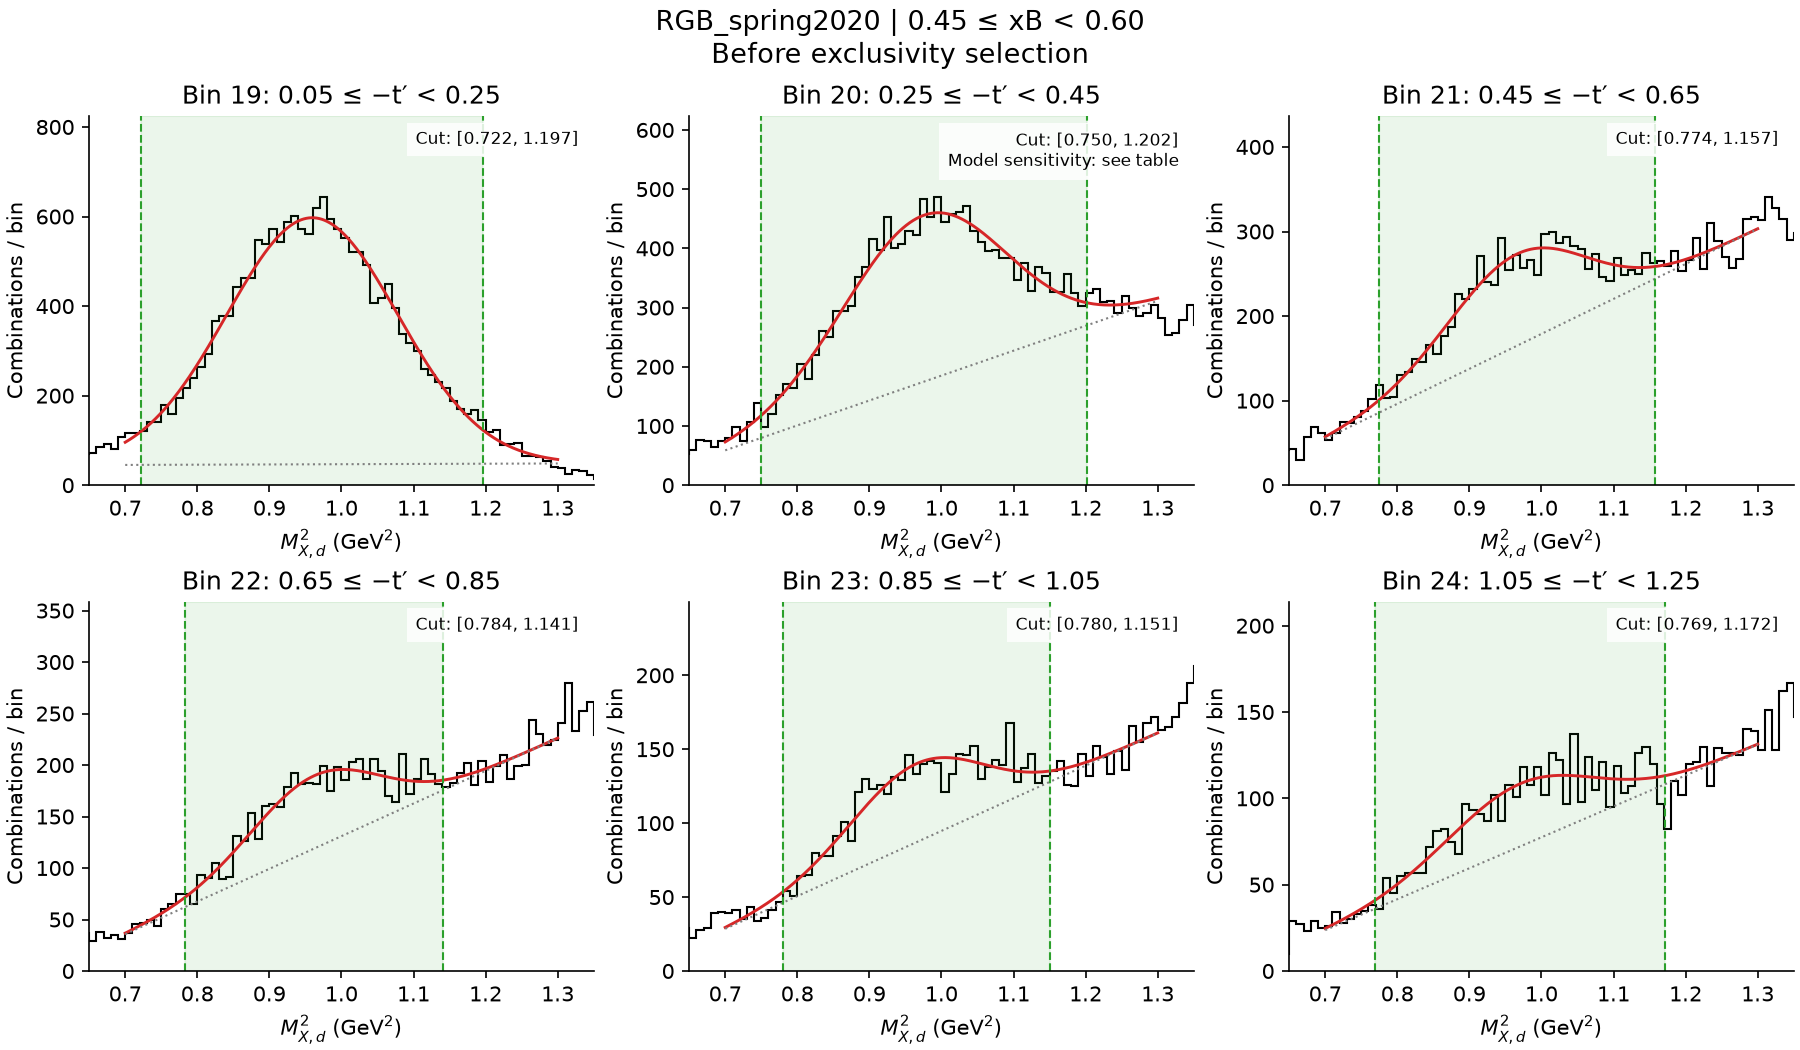 RGB_spring2020 | 0.45 ≤ xB < 0.60
Before exclusivity selection
Bin 19: 0.05 ≤ −t′ < 0.25
Cut: [0.722, 1.197]
Combinations / bin
800
600
400
200
0
0.7 0.8 0.9 1.0 1.1 1.2 1.3
M²X,d (GeV²)
Bin 20: 0.25 ≤ −t′ < 0.45
Cut: [0.750, 1.202]
Model sensitivity: see table
Combinations / bin
600
500
400
300
200
100
0
0.7 0.8 0.9 1.0 1.1 1.2 1.3
M²X,d (GeV²)
Bin 21: 0.45 ≤ −t′ < 0.65
Cut: [0.774, 1.157]
Combinations / bin
400
300
200
100
0
0.7 0.8 0.9 1.0 1.1 1.2 1.3
M²X,d (GeV²)
Bin 22: 0.65 ≤ −t′ < 0.85
Cut: [0.784, 1.141]
Combinations / bin
350
300
250
200
150
100
50
0
0.7 0.8 0.9 1.0 1.1 1.2 1.3
M²X,d (GeV²)
Bin 23: 0.85 ≤ −t′ < 1.05
Cut: [0.780, 1.151]
Combinations / bin
200
150
100
50
0
0.7 0.8 0.9 1.0 1.1 1.2 1.3
M²X,d (GeV²)
Bin 24: 1.05 ≤ −t′ < 1.25
Cut: [0.769, 1.172]
Combinations / bin
200
150
100
50
0
0.7 0.8 0.9 1.0 1.1 1.2 1.3
M²X,d (GeV²)